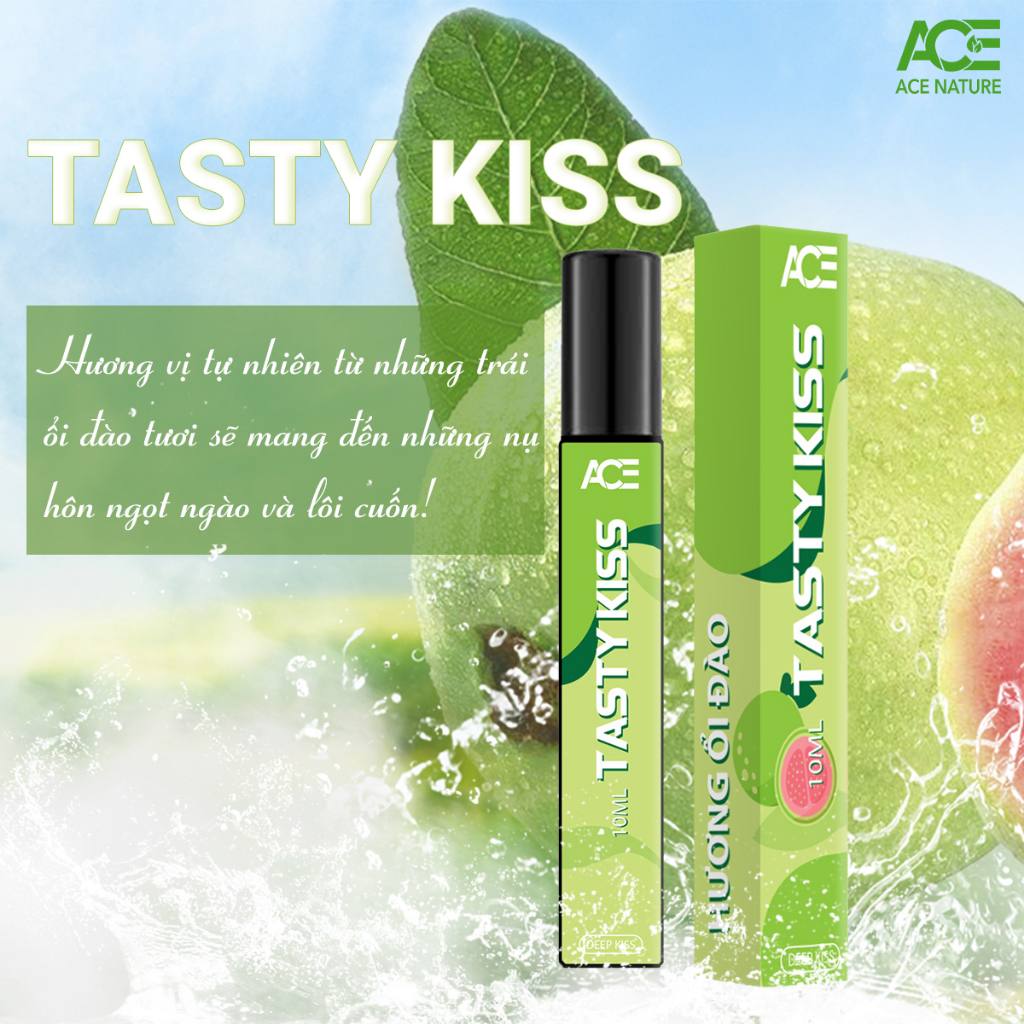 ACE
ACE NATURE
TASTY KISS
Hương vị tự nhiên từ những trái
ổi đào tươi sẽ mang đến những nụ
hôn ngọt ngào và lôi cuốn!
ACE
TASTY KISS
10ML
DEEP KISS
ACE
TASTY KISS
10ML
HƯƠNG ỔI ĐÀO
DEEP KISS